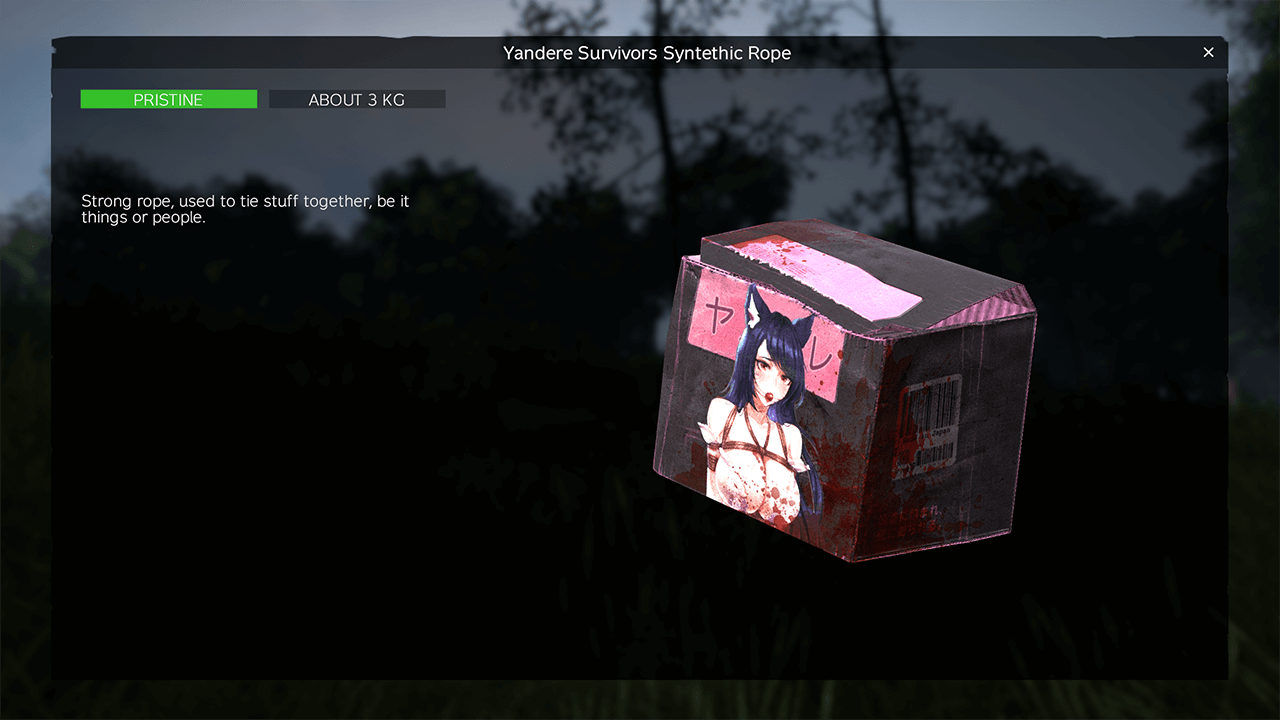 Yandere Survivors Syntethic Rope
PRISTINE
ABOUT 3 KG
Strong rope, used to tie stuff together, be it
things or people.
ヤ
レ
Japan